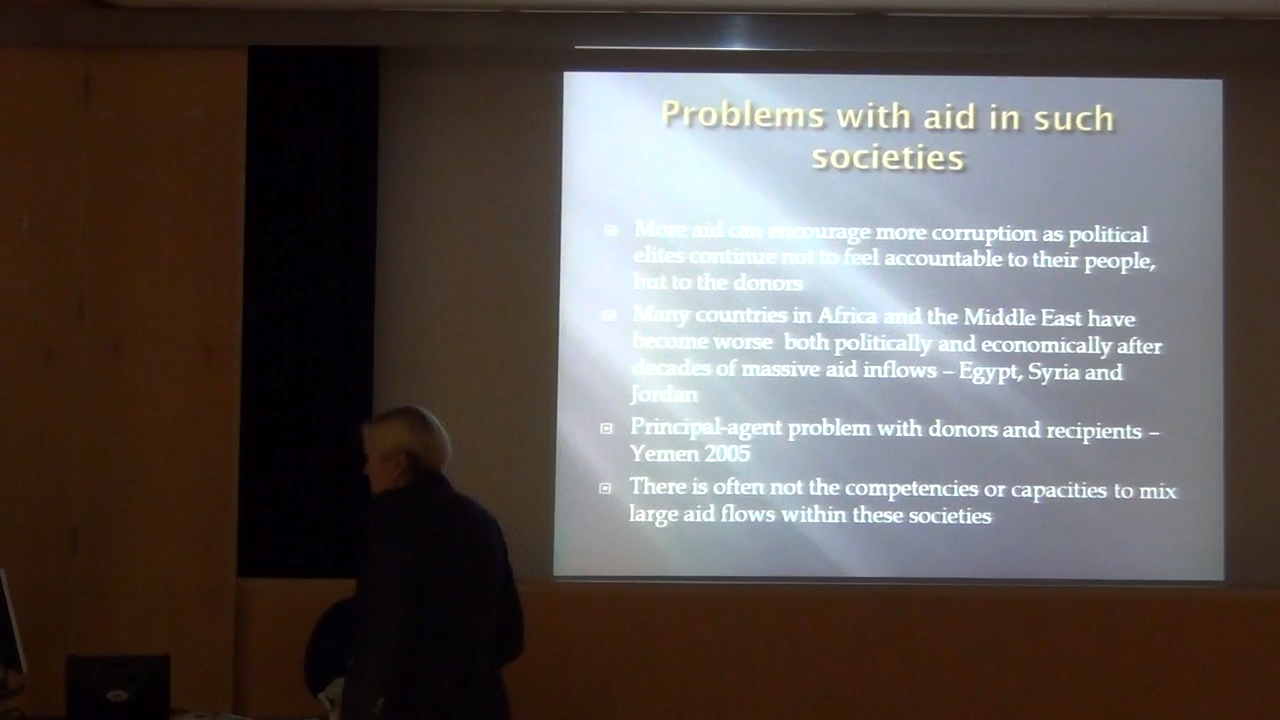 Problems with aid in such
societies
More aid can encourage more corruption as political
elites continue not to feel accountable to their people,
but to the donors
Many countries in Africa and the Middle East have
become worse both politically and economically after
decades of massive aid inflows – Egypt, Syria and
Jordan
Principal-agent problem with donors and recipients –
Yemen 2005
There is often not the competencies or capacities to mix
large aid flows within these societies